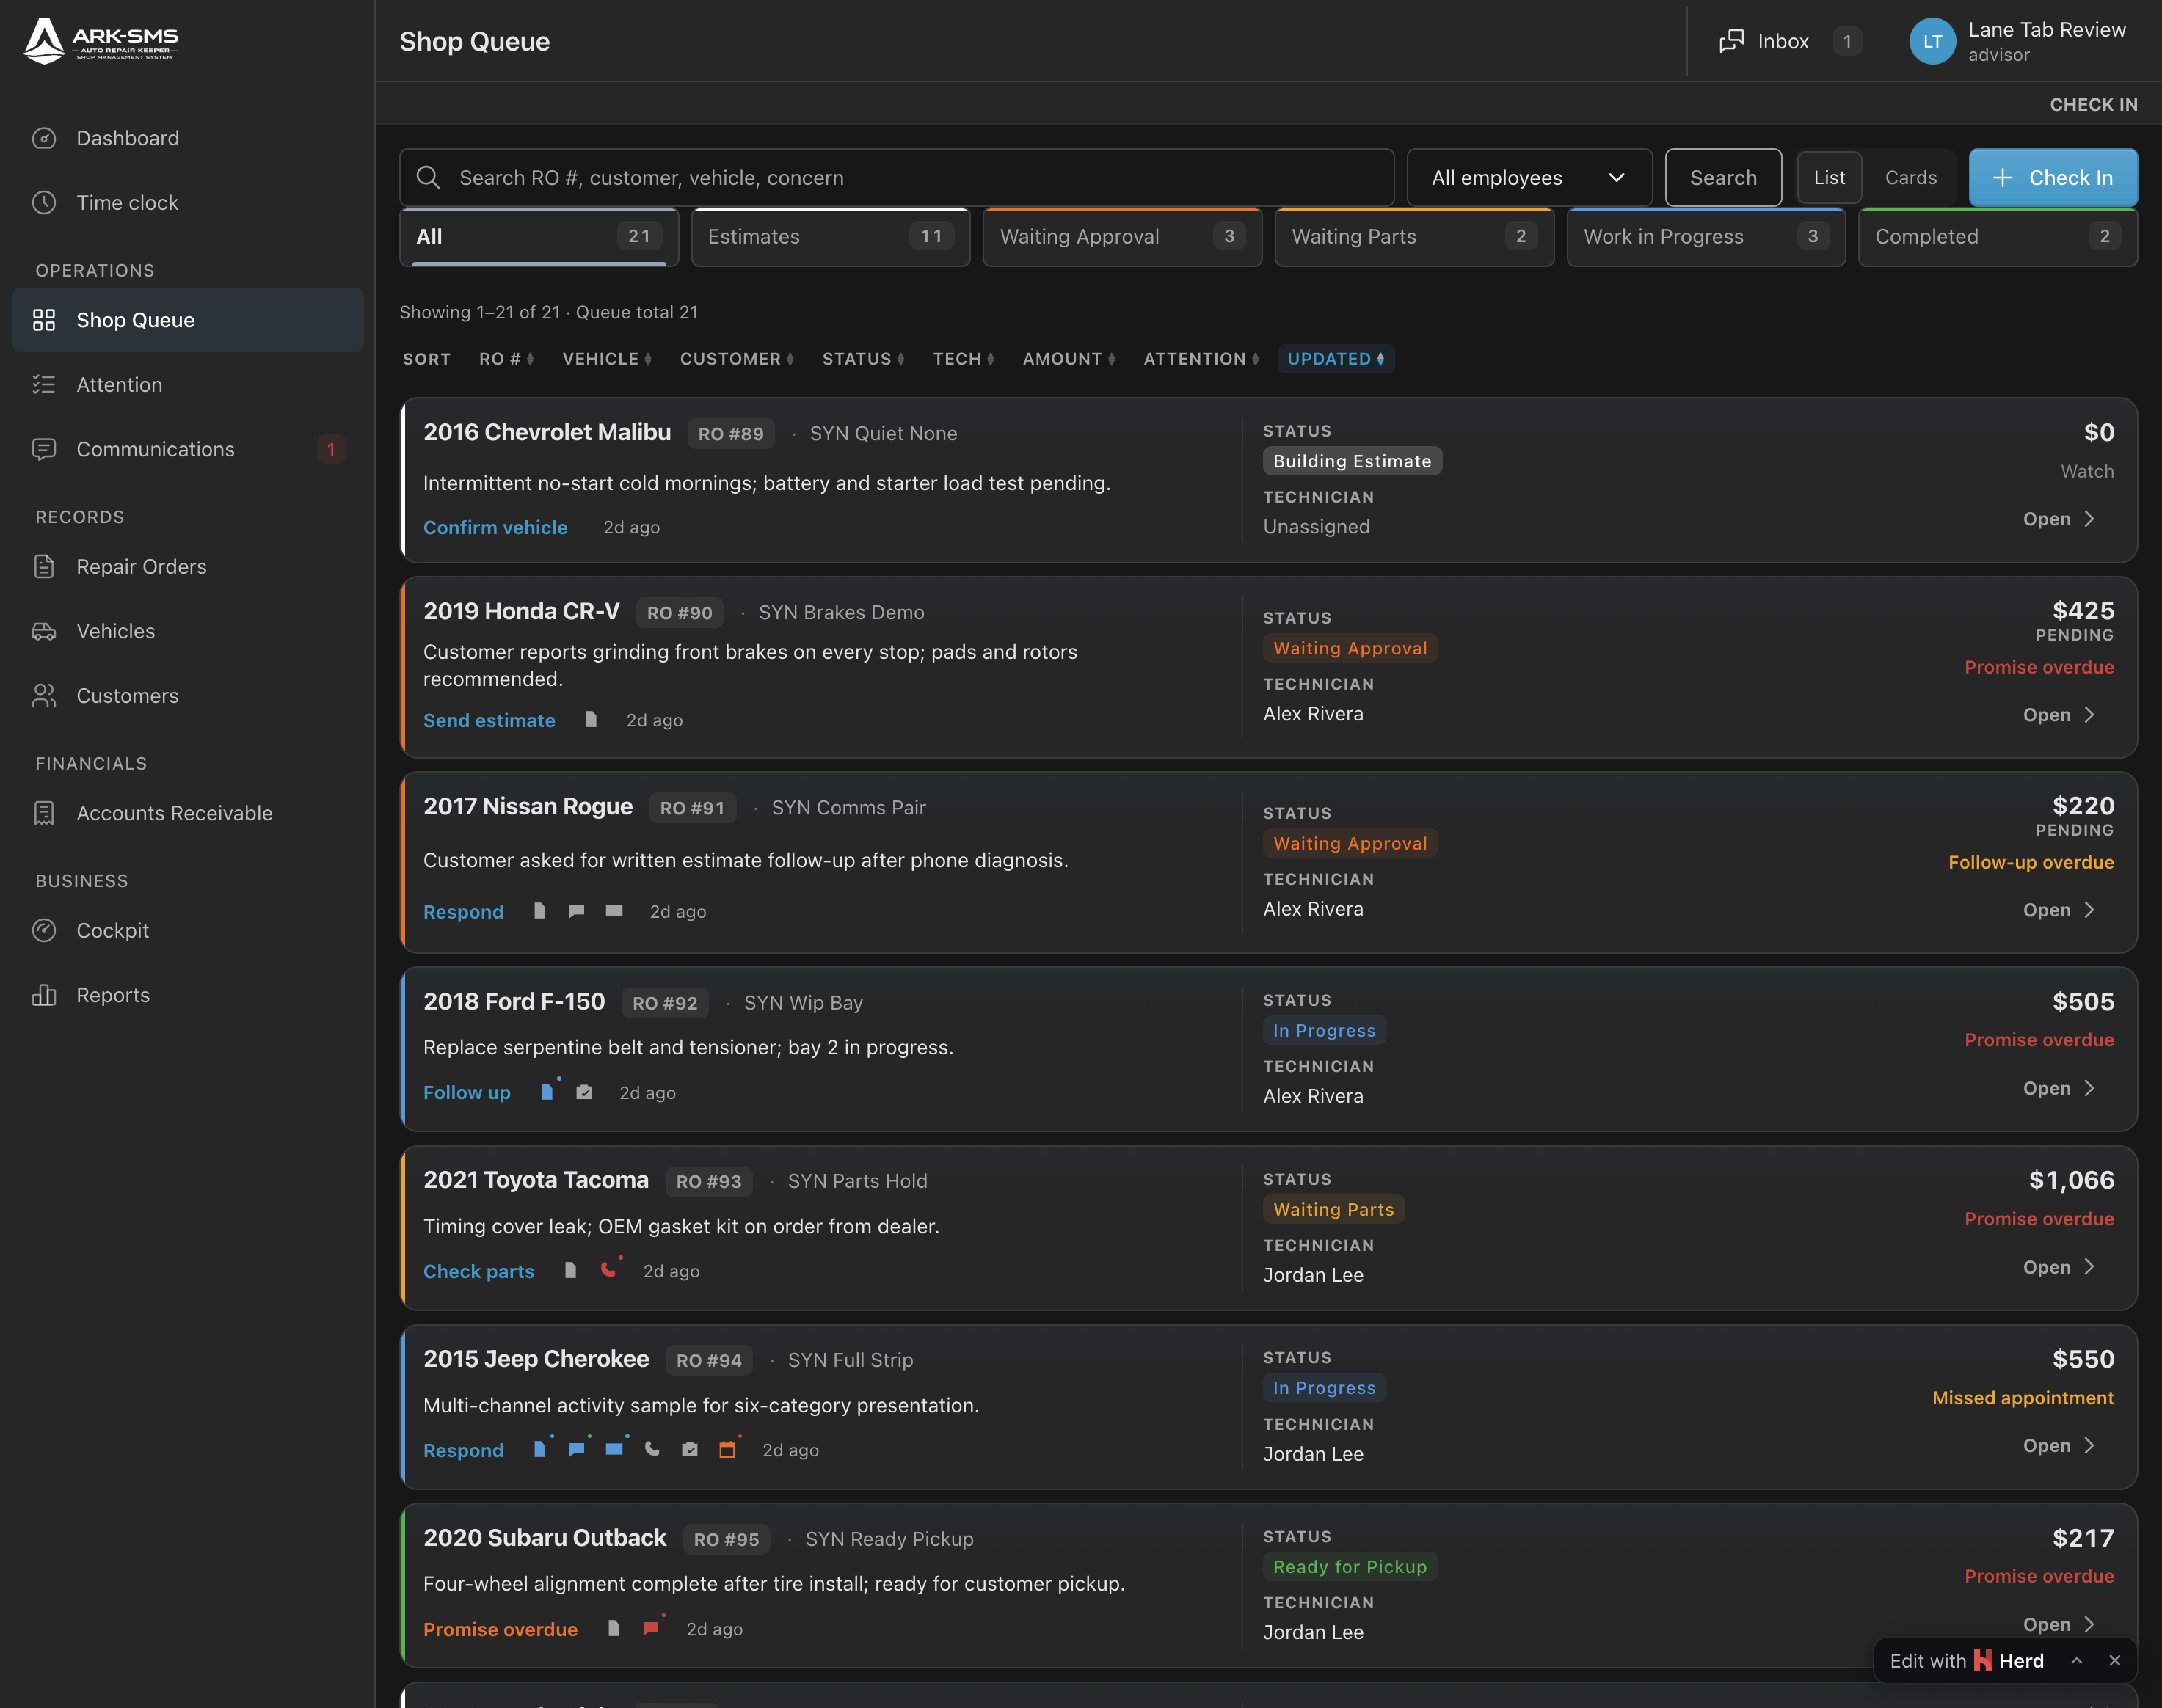 ARK-SMS
AUTO REPAIR KEEPER
SHOP MANAGEMENT SYSTEM
Shop Queue
Inbox 1
LT
Lane Tab Review
advisor
CHECK IN
Dashboard
Time clock
OPERATIONS
Shop Queue
Attention
Communications 1
RECORDS
Repair Orders
Vehicles
Customers
FINANCIALS
Accounts Receivable
BUSINESS
Cockpit
Reports
Search RO #, customer, vehicle, concern
All employees
Search
List
Cards
Check In
All 21
Estimates 11
Waiting Approval 3
Waiting Parts 2
Work in Progress 3
Completed 2
Showing 1–21 of 21 · Queue total 21
SORT RO # VEHICLE CUSTOMER STATUS TECH AMOUNT ATTENTION UPDATED
2016 Chevrolet Malibu RO #89 · SYN Quiet None
Intermittent no-start cold mornings; battery and starter load test pending.
Confirm vehicle 2d ago
STATUS
Building Estimate
TECHNICIAN
Unassigned
$0
Watch
Open
2019 Honda CR-V RO #90 · SYN Brakes Demo
Customer reports grinding front brakes on every stop; pads and rotors
recommended.
Send estimate 2d ago
STATUS
Waiting Approval
TECHNICIAN
Alex Rivera
$425
PENDING
Promise overdue
Open
2017 Nissan Rogue RO #91 · SYN Comms Pair
Customer asked for written estimate follow-up after phone diagnosis.
Respond 2d ago
STATUS
Waiting Approval
TECHNICIAN
Alex Rivera
$220
PENDING
Follow-up overdue
Open
2018 Ford F-150 RO #92 · SYN Wip Bay
Replace serpentine belt and tensioner; bay 2 in progress.
Follow up 2d ago
STATUS
In Progress
TECHNICIAN
Alex Rivera
$505
Promise overdue
Open
2021 Toyota Tacoma RO #93 · SYN Parts Hold
Timing cover leak; OEM gasket kit on order from dealer.
Check parts 2d ago
STATUS
Waiting Parts
TECHNICIAN
Jordan Lee
$1,066
Promise overdue
Open
2015 Jeep Cherokee RO #94 · SYN Full Strip
Multi-channel activity sample for six-category presentation.
Respond 2d ago
STATUS
In Progress
TECHNICIAN
Jordan Lee
$550
Missed appointment
Open
2020 Subaru Outback RO #95 · SYN Ready Pickup
Four-wheel alignment complete after tire install; ready for customer pickup.
Promise overdue 2d ago
STATUS
Ready for Pickup
TECHNICIAN
Jordan Lee
$217
Promise overdue
Open
Edit with Herd